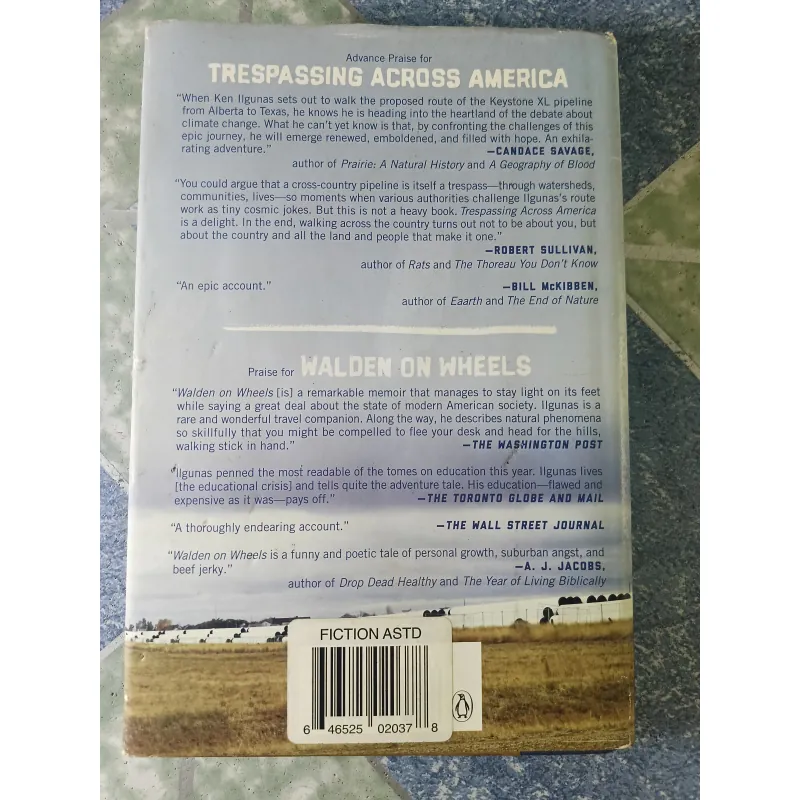 Advance Praise for
TRESPASSING ACROSS AMERICA
"When Ken Ilgunas sets out to walk the proposed route of the Keystone XL pipeline
from Alberta to Texas, he knows he is heading into the heartland of the debate about
climate change. What he can't yet know is that, by confronting the challenges of this
epic journey, he will emerge renewed, emboldened, and filled with hope. An exhila-
rating adventure." —CANDACE SAVAGE,
author of Prairie: A Natural History and A Geography of Blood
"You could argue that a cross-country pipeline is itself a trespass—through watersheds,
communities, lives—so moments when various authorities challenge Ilgunas's route
work as tiny cosmic jokes. But this is not a heavy book. Trespassing Across America
is a delight. In the end, walking across the country turns out not to be about you, but
about the country and all the land and people that make it one."
—ROBERT SULLIVAN,
author of Rats and The Thoreau You Don't Know
"An epic account." —BILL McKIBBEN,
author of Eaarth and The End of Nature
Praise for WALDEN ON WHEELS
"Walden on Wheels [is] a remarkable memoir that manages to stay light on its feet
while saying a great deal about the state of modern American society. Ilgunas is a
rare and wonderful travel companion. Along the way, he describes natural phenomena
so skillfully that you might be compelled to flee your desk and head for the hills,
walking stick in hand." —THE WASHINGTON POST
"Ilgunas penned the most readable of the tomes on education this year. Ilgunas lives
[the educational crisis] and tells quite the adventure tale. His education—flawed and
expensive as it was—pays off." —THE TORONTO GLOBE AND MAIL
"A thoroughly endearing account." —THE WALL STREET JOURNAL
"Walden on Wheels is a funny and poetic tale of personal growth, suburban angst, and
beef jerky." —A. J. JACOBS,
author of Drop Dead Healthy and The Year of Living Biblically
FICTION ASTD
6 46525 02037 8